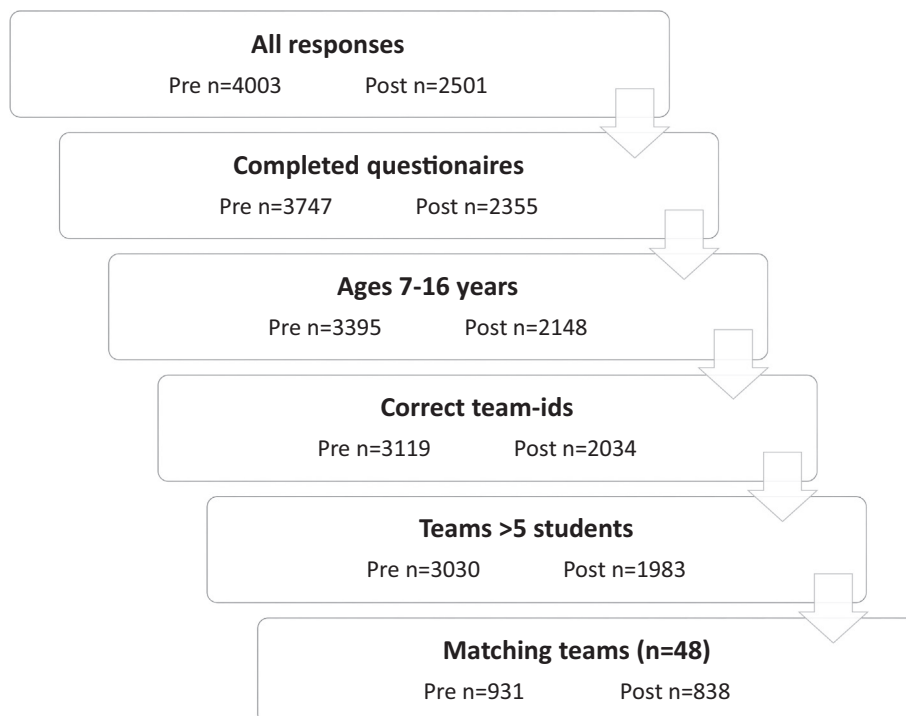 All responses
Pre n=4003 Post n=2501
Completed questionaires
Pre n=3747 Post n=2355
Ages 7-16 years
Pre n=3395 Post n=2148
Correct team-ids
Pre n=3119 Post n=2034
Teams >5 students
Pre n=3030 Post n=1983
Matching teams (n=48)
Pre n=931 Post n=838